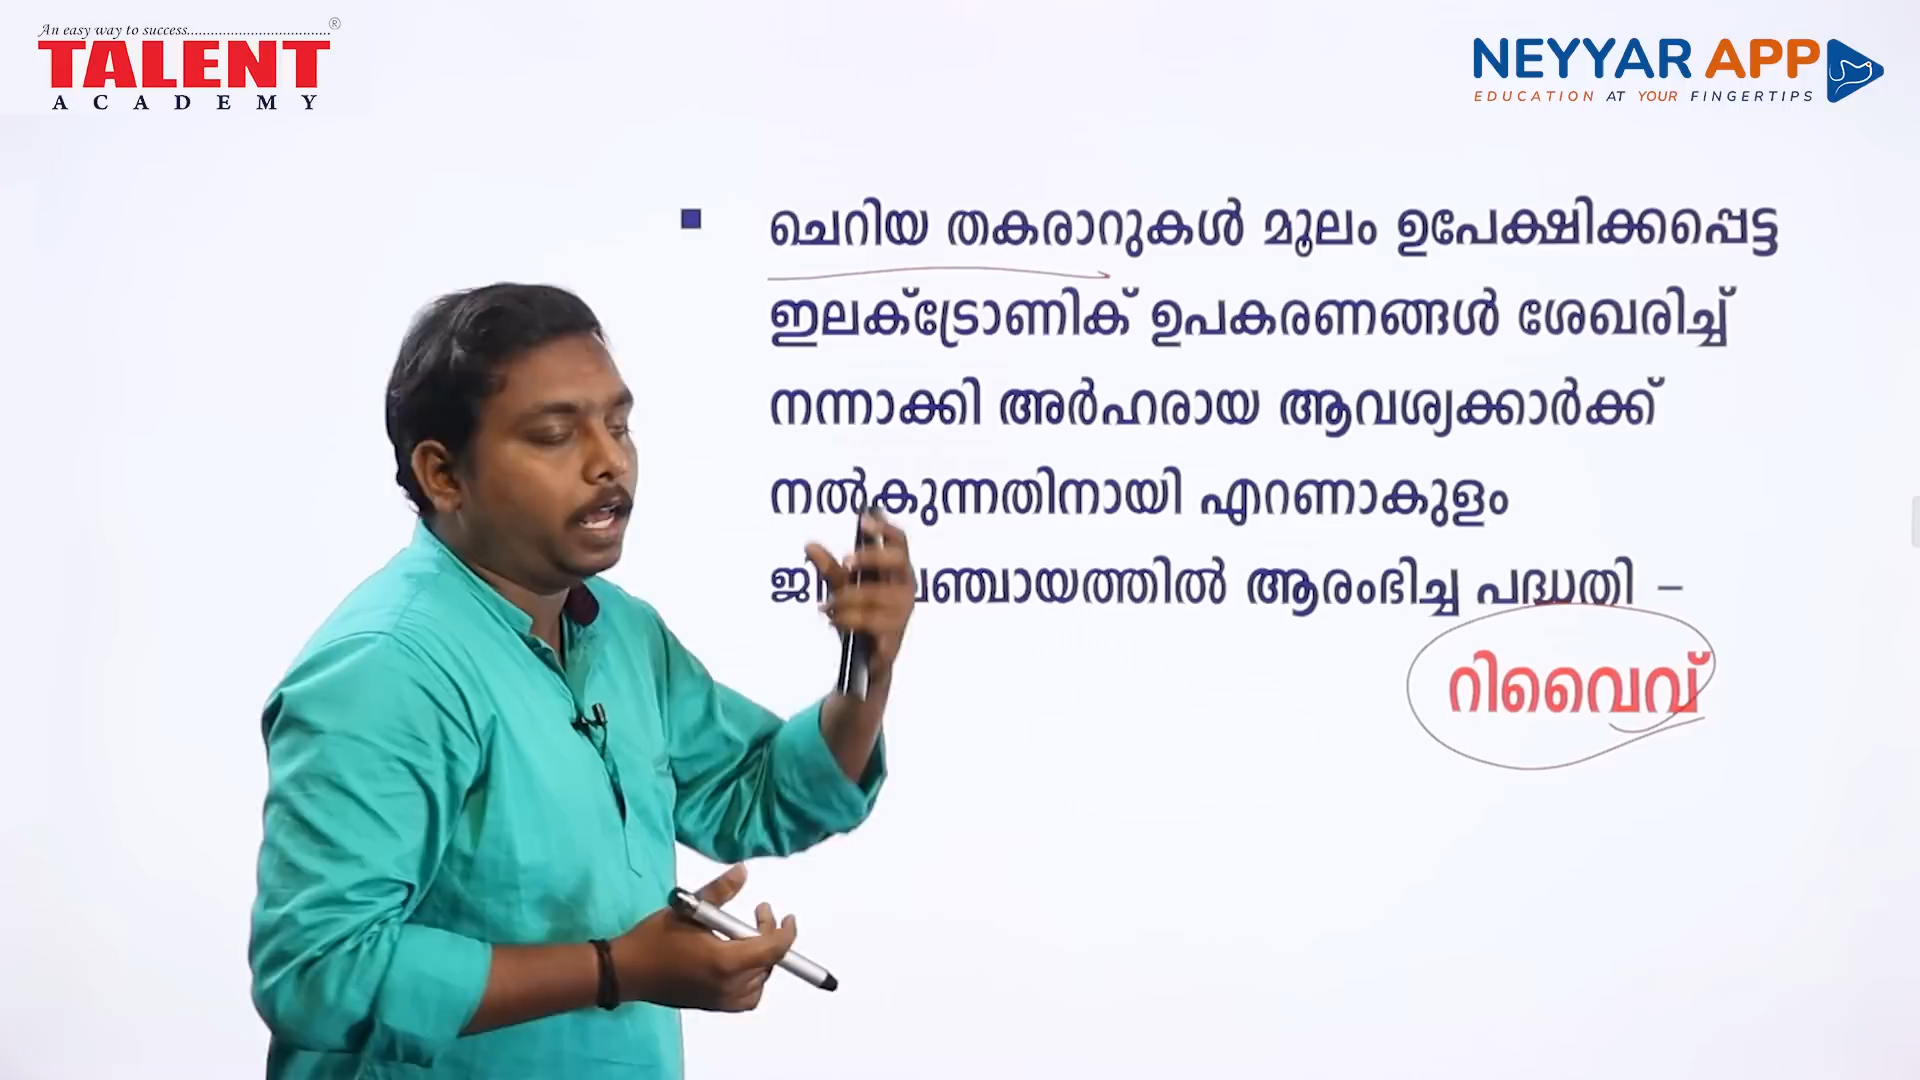 An easy way to success
TALENT
ACADEMY
NEYYAR APP
EDUCATION AT YOUR FINGERTIPS
ചെറിയ തകരാറുകൾ മൂലം ഉപേക്ഷിക്കപ്പെട്ട
ഇലക്ട്രോണിക് ഉപകരണങ്ങൾ ശേഖരിച്ച്
നന്നാക്കി അർഹരായ ആവശ്യക്കാർക്ക്
നൽകുന്നതിനായി എറണാകുളം
ആരംഭിച്ച പദ്ധതി –
റിവൈവ്